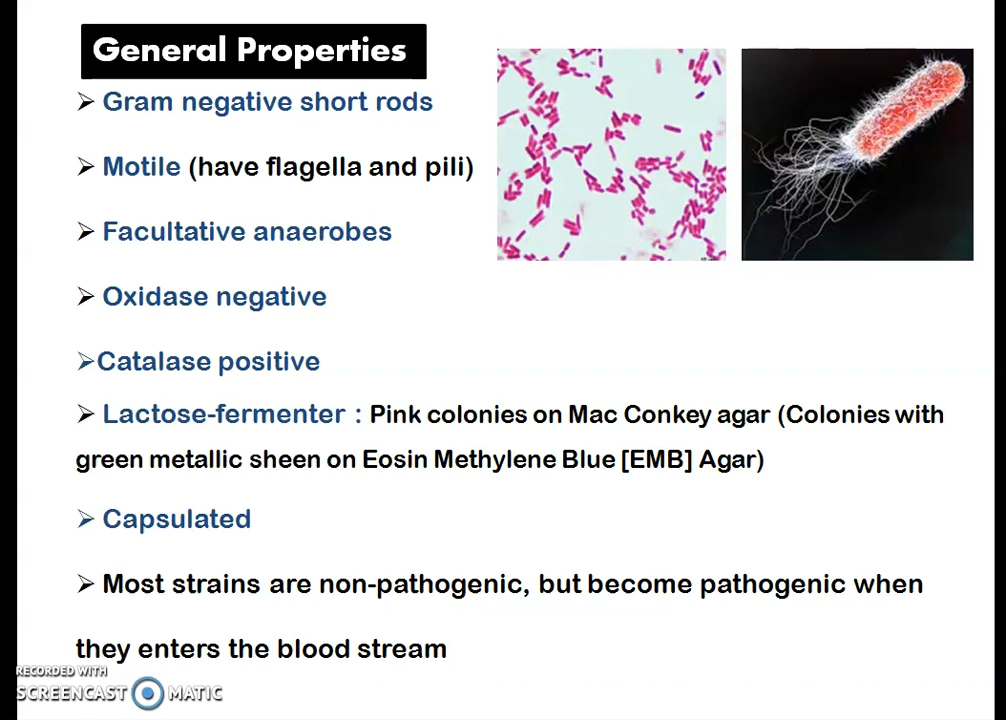 General Properties
➢ Gram negative short rods
➢ Motile (have flagella and pili)
➢ Facultative anaerobes
➢ Oxidase negative
➢Catalase positive
➢ Lactose-fermenter : Pink colonies on Mac Conkey agar (Colonies with
green metallic sheen on Eosin Methylene Blue [EMB] Agar)
➢ Capsulated
➢ Most strains are non-pathogenic, but become pathogenic when
they enters the blood stream
RECORDED WITH
SCREENCAST MATIC